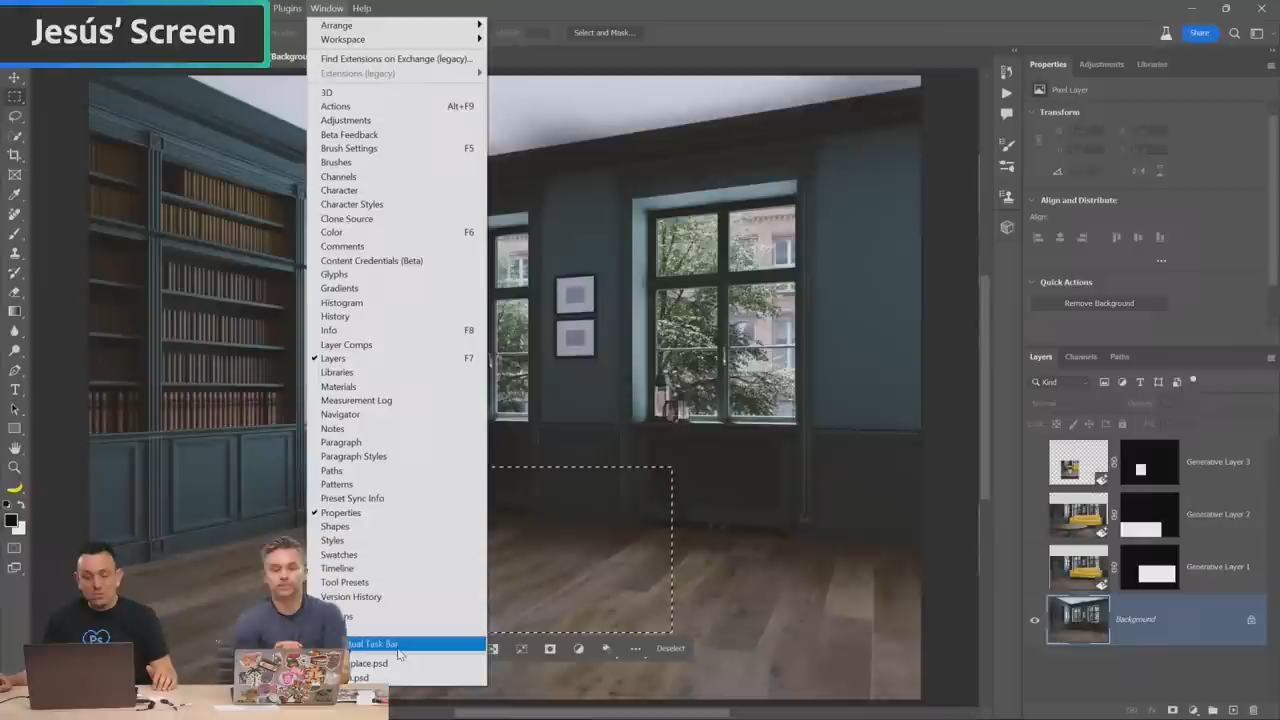 Jesús’ Screen
Plugins
Window
Help
Select and Mask...
Share
Arrange
Workspace
Find Extensions on Exchange (legacy)...
Extensions (legacy)
3D
Actions Alt+F9
Adjustments
Beta Feedback
Brush Settings F5
Brushes
Channels
Character
Character Styles
Clone Source
Color F6
Comments
Content Credentials (Beta)
Glyphs
Gradients
Histogram
History
Info F8
Layer Comps
Layers F7
Libraries
Materials
Measurement Log
Navigator
Notes
Paragraph
Paragraph Styles
Paths
Patterns
Preset Sync Info
Properties
Shapes
Styles
Swatches
Timeline
Tool Presets
Version History
Task Bar
place.psd
.psd
Deselect
Properties Adjustments Libraries
Pixel Layer
Transform
Align and Distribute
Align:
Quick Actions
Remove Background
Layers Channels Paths
Kind
Normal
Generative Layer 3
Generative Layer 2
Generative Layer 1
Background
Ps